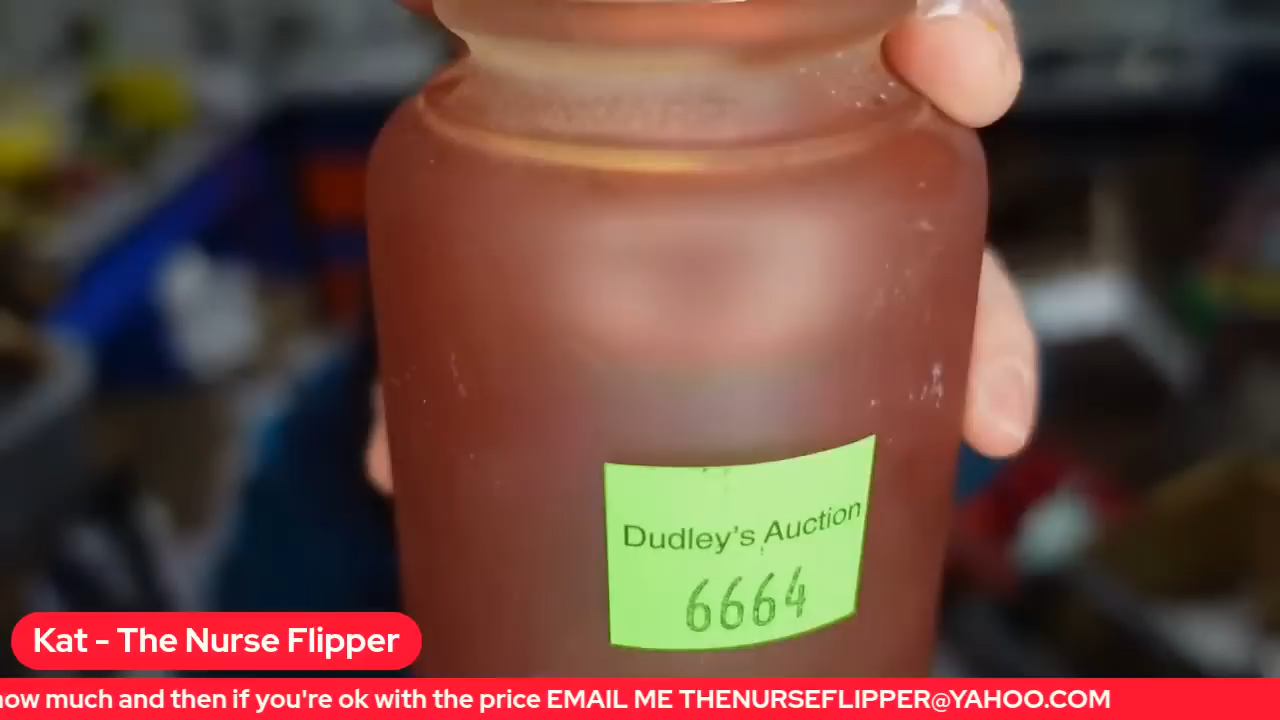 Dudley's Auction
6664
Kat - The Nurse Flipper
how much and then if you're ok with the price EMAIL ME THENURSEFLIPPER@YAHOO.COM